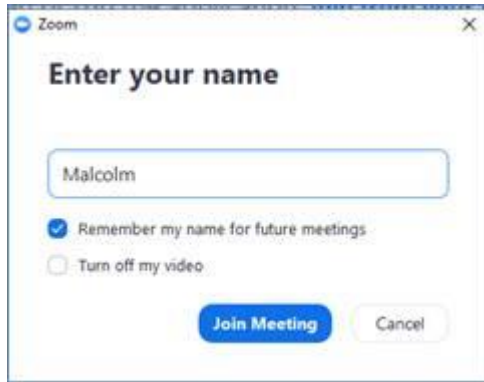 Zoom
Enter your name
Malcolm
Remember my name for future meetings
Turn off my video
Join Meeting
Cancel